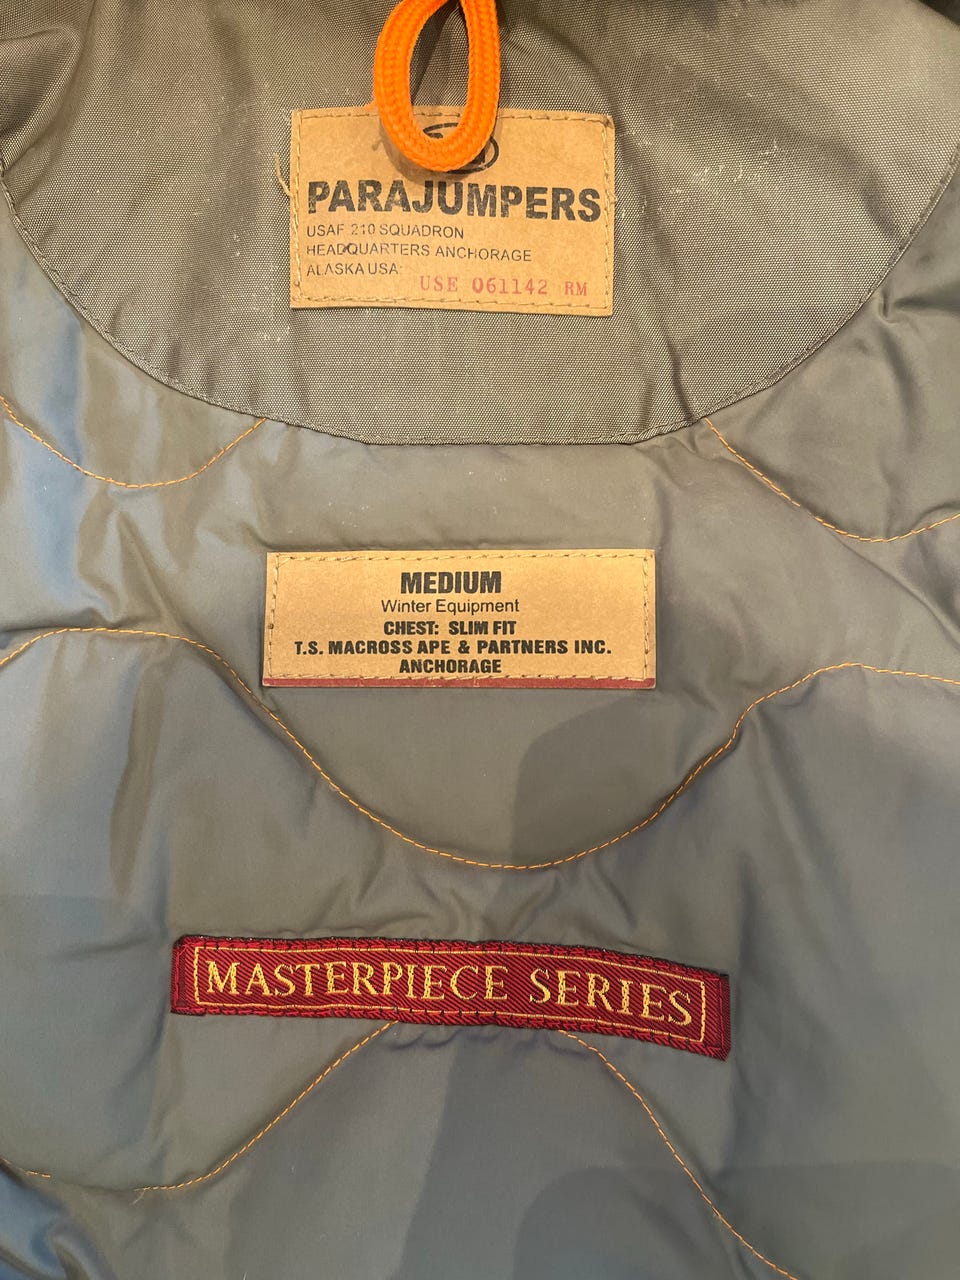 PARAJUMPERS
USAF 210 SQUADRON
HEADQUARTERS ANCHORAGE
ALASKA USA
USE 061142 RM
MEDIUM
Winter Equipment
CHEST: SLIM FIT
T.S. MACROSS APE & PARTNERS INC.
ANCHORAGE
MASTERPIECE SERIES